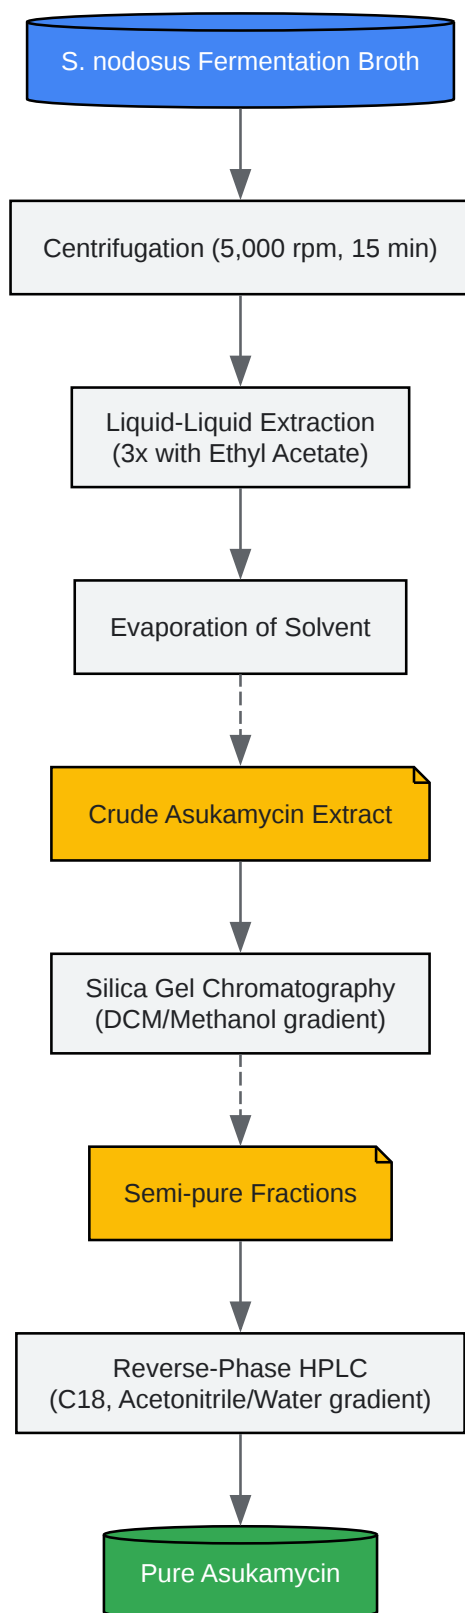 S. nodosus Fermentation Broth
Centrifugation (5,000 rpm, 15 min)
Liquid-Liquid Extraction
(3x with Ethyl Acetate)
Evaporation of Solvent
Crude Asukamycin Extract
Silica Gel Chromatography
(DCM/Methanol gradient)
Semi-pure Fractions
Reverse-Phase HPLC
(C18, Acetonitrile/Water gradient)
Pure Asukamycin